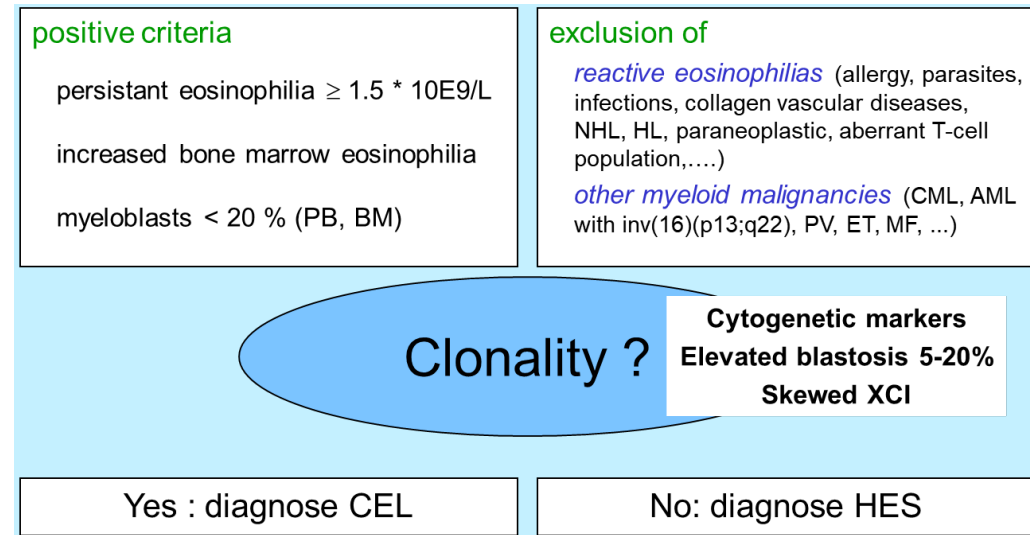 positive criteria
persistant eosinophilia ≥ 1.5 * 10E9/L
increased bone marrow eosinophilia
myeloblasts < 20 % (PB, BM)
exclusion of
reactive eosinophilias (allergy, parasites,
infections, collagen vascular diseases,
NHL, HL, paraneoplastic, aberrant T-cell
population,....)
other myeloid malignancies (CML, AML
with inv(16)(p13;q22), PV, ET, MF, ...)
Clonality ?
Cytogenetic markers
Elevated blastosis 5-20%
Skewed XCI
Yes : diagnose CEL
No: diagnose HES